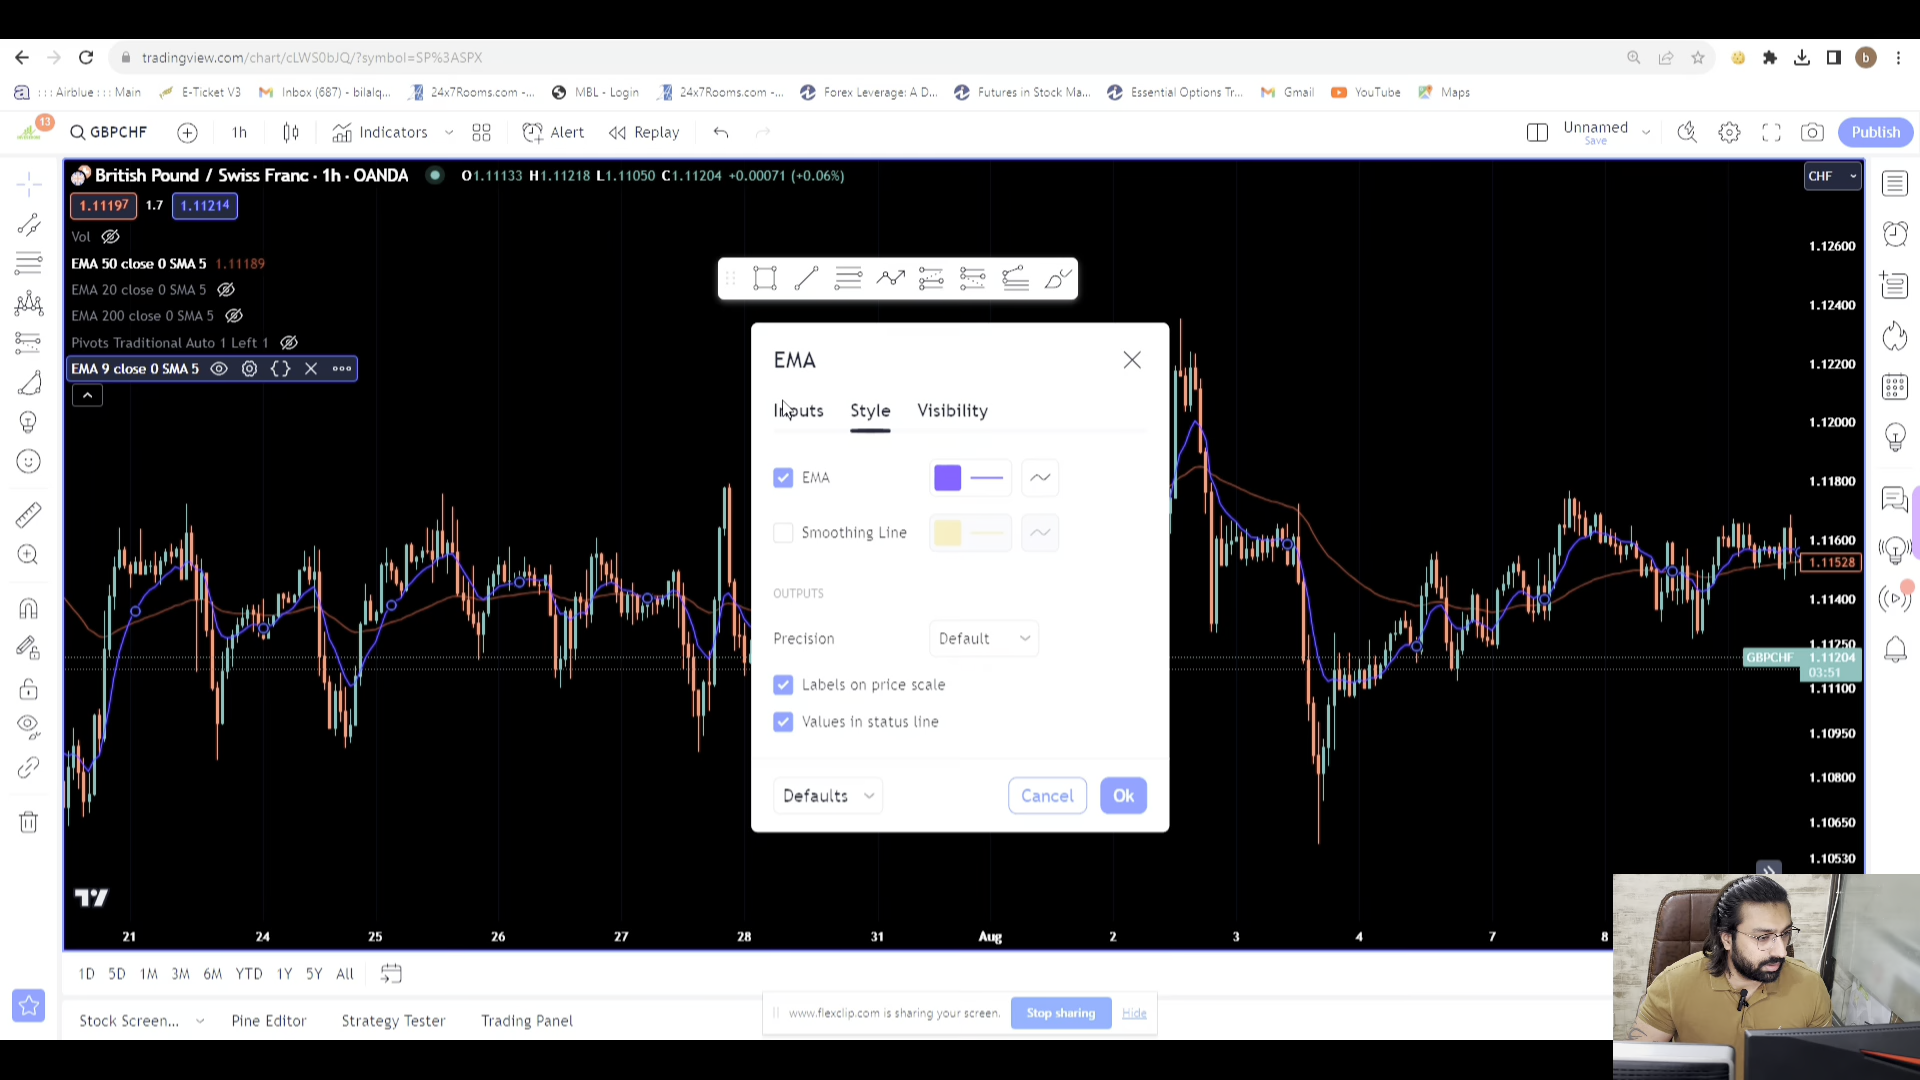 tradingview.com/chart/cLWS0bJQ/?symbol=SP%3ASPX
b
::: Airblue ::: Main
E-Ticket V3
Inbox (687) - bilalq...
24x7Rooms.com -...
MBL - Login
24x7Rooms.com -...
Forex Leverage: A D...
Futures in Stock Ma...
Essential Options Tr...
Gmail
YouTube
Maps
13
GBPCHF
1h
Indicators
Alert
Replay
Unnamed
Save
Publish
British Pound / Swiss Franc · 1h · OANDA
O1.11133 H1.11218 L1.11050 C1.11204 +0.00071 (+0.06%)
CHF
1.11197 1.7 1.11214
Vol
EMA 50 close 0 SMA 5 1.11189
EMA 20 close 0 SMA 5
EMA 200 close 0 SMA 5
Pivots Traditional Auto 1 Left 1
EMA 9 close 0 SMA 5
EMA
Inputs
Style
Visibility
EMA
Smoothing Line
OUTPUTS
Precision
Default
Labels on price scale
Values in status line
Defaults
Cancel
Ok
1.12600
1.12400
1.12200
1.12000
1.11800
1.11600
1.11528
1.11400
1.11250
GBPCHF
1.11204
03:51
1.11100
1.10950
1.10800
1.10650
1.10530
21
24
25
26
27
28
31
Aug
2
3
4
7
8
1D
5D
1M
3M
6M
YTD
1Y
5Y
All
www.flexclip.com is sharing your screen.
Stop sharing
Hide
Stock Screen...
Pine Editor
Strategy Tester
Trading Panel